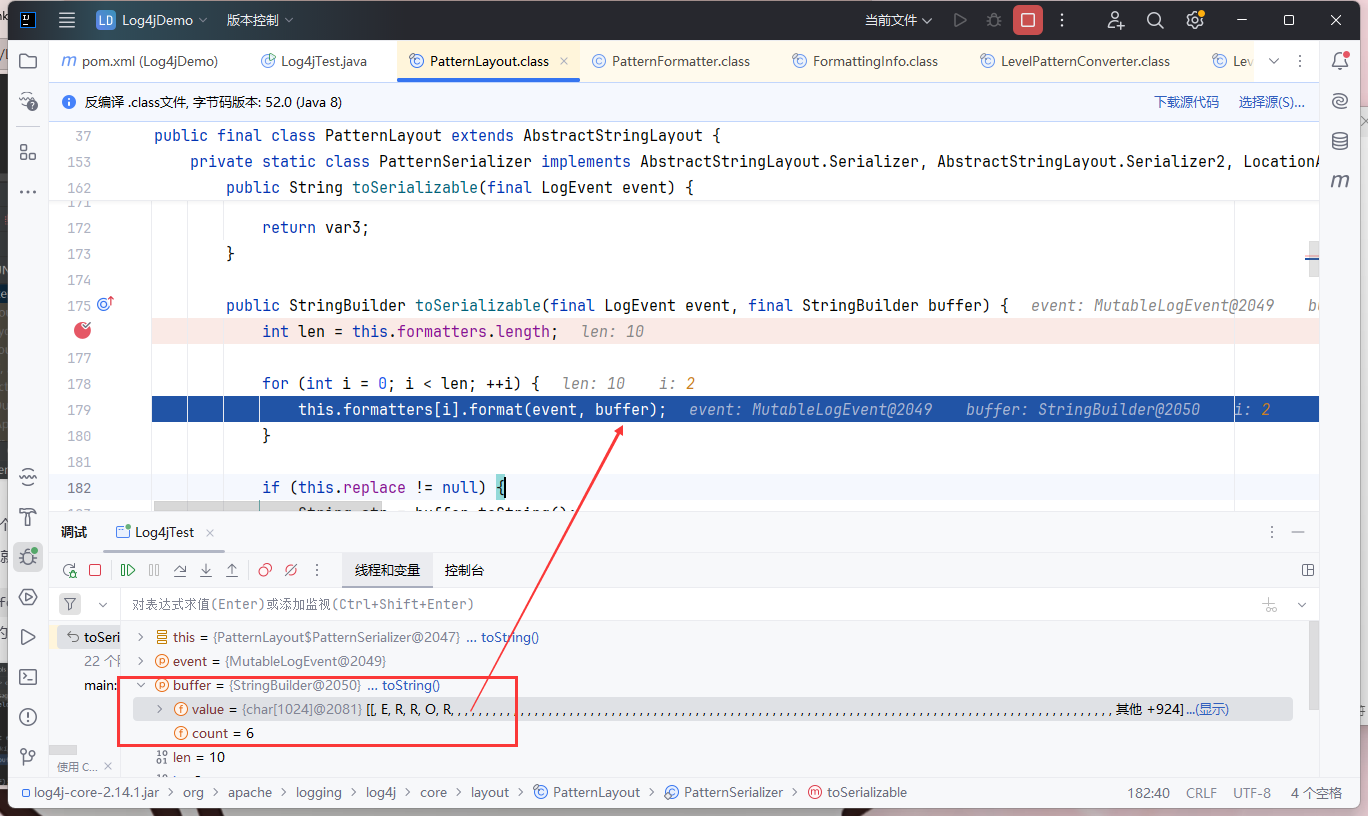 LD Log4jDemo 版本控制 当前文件
/L m pom.xml (Log4jDemo) Log4jTest.java PatternLayout.class PatternFormatter.class FormattingInfo.class LevelPatternConverter.class Lev
反编译 .class文件, 字节码版本: 52.0 (Java 8) 下载源代码 选择源(S)...
37 public final class PatternLayout extends AbstractStringLayout {
153 private static class PatternSerializer implements AbstractStringLayout.Serializer, AbstractStringLayout.Serializer2, LocationA
162 public String toSerializable(final LogEvent event) {
171
172 return var3;
173 }
174
175 public StringBuilder toSerializable(final LogEvent event, final StringBuilder buffer) { event: MutableLogEvent@2049 bu
int len = this.formatters.length; len: 10
177
178 for (int i = 0; i < len; ++i) { len: 10 i: 2
179 this.formatters[i].format(event, buffer); event: MutableLogEvent@2049 buffer: StringBuilder@2050 i: 2
180 }
181
182 if (this.replace != null) {
183 String str = buffer.toString();
调试 Log4jTest
线程和变量 控制台
对表达式求值(Enter)或添加监视(Ctrl+Shift+Enter)
toSeri this = {PatternLayout$PatternSerializer@2047} ... toString()
22 个 event = {MutableLogEvent@2049}
main: buffer = {StringBuilder@2050} ... toString()
value = {char[1024]@2081} [[, E, R, R, O, R, , , , , , , , , , , , , , , , , , , , , , , , , , , , , , , , , , , , , , , , , , , , , , , , , , , , , , , , , , , , , , , , , , , , , , , , , , , , , , , , , , , , , , , , , , , , , , , 其他 +924]...(显示)
count = 6
len = 10
使用 C...
log4j-core-2.14.1.jar > org > apache > logging > log4j > core > layout > PatternLayout > PatternSerializer > toSerializable 182:40 CRLF UTF-8 4 个空格